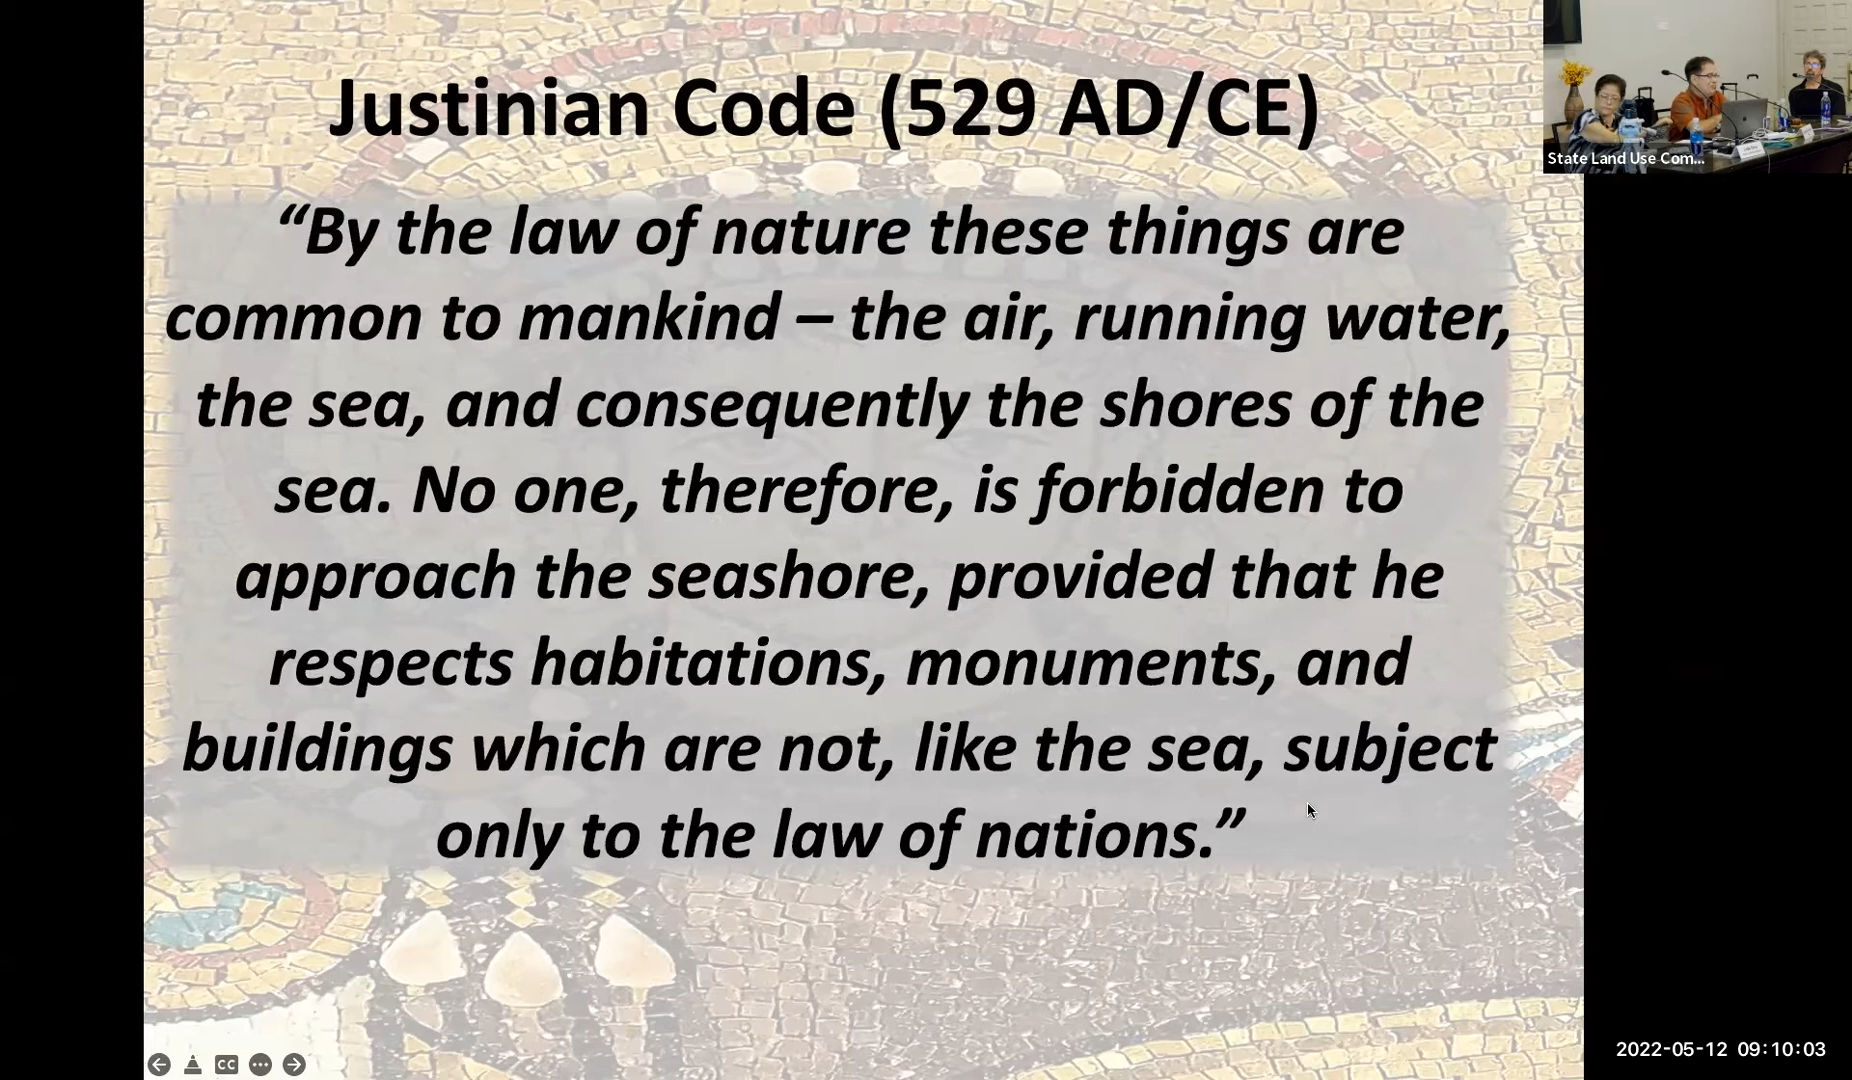 Justinian Code (529 AD/CE)
“By the law of nature these things are
common to mankind – the air, running water,
the sea, and consequently the shores of the
sea. No one, therefore, is forbidden to
approach the seashore, provided that he
respects habitations, monuments, and
buildings which are not, like the sea, subject
only to the law of nations.”
State Land Use Com...
CC
2022-05-12 09:10:03